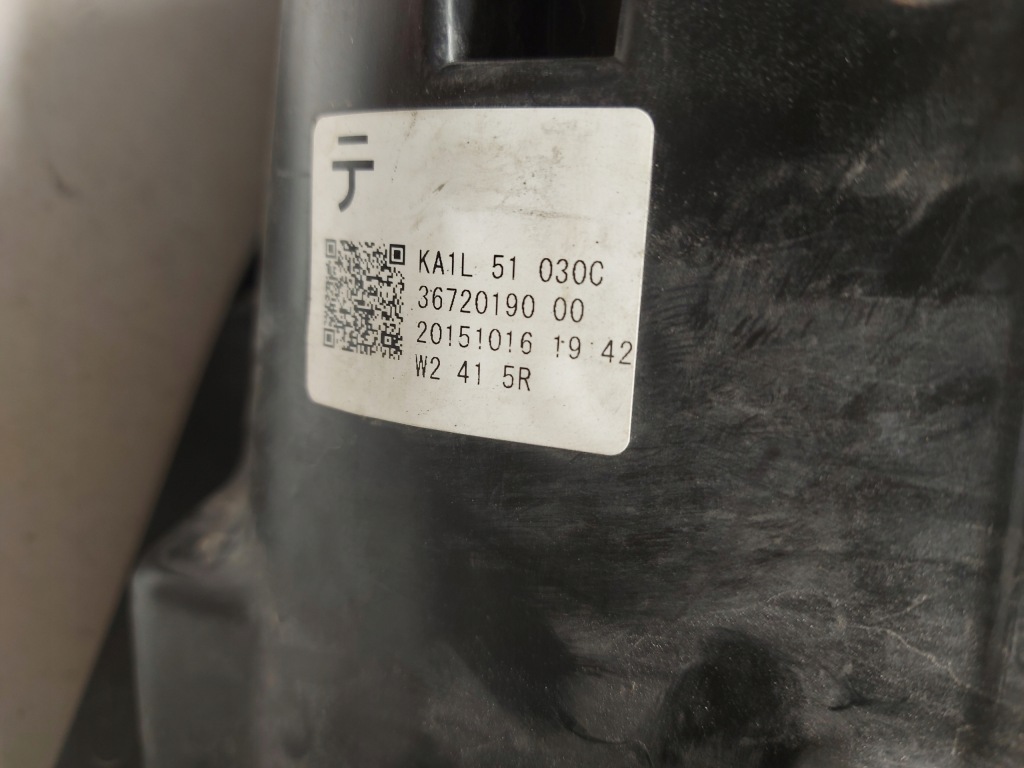 テ
KA1L 51 030C
36720190 00
20151016 19:42
W2 41 5R